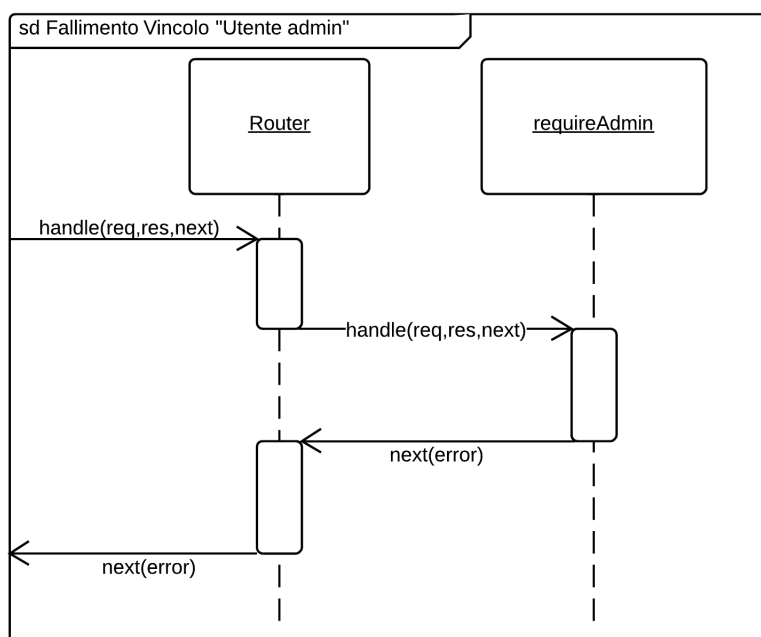 sd Fallimento Vincolo "Utente admin"
Router
requireAdmin
handle(req,res,next)
handle(req,res,next)
next(error)
next(error)